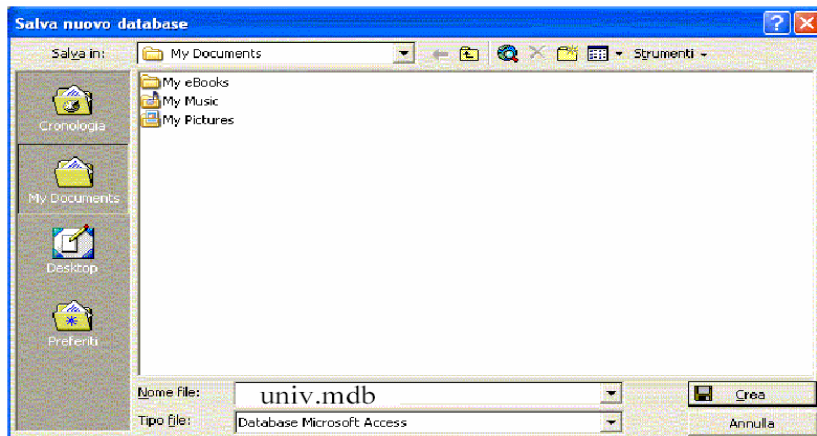 Salva nuovo database
Salva in: My Documents Strumenti
My eBooks
My Music
My Pictures
Cronologia
My Documents
Desktop
Preferiti
Nome file: univ.mdb Crea
Tipo file: Database Microsoft Access Annulla